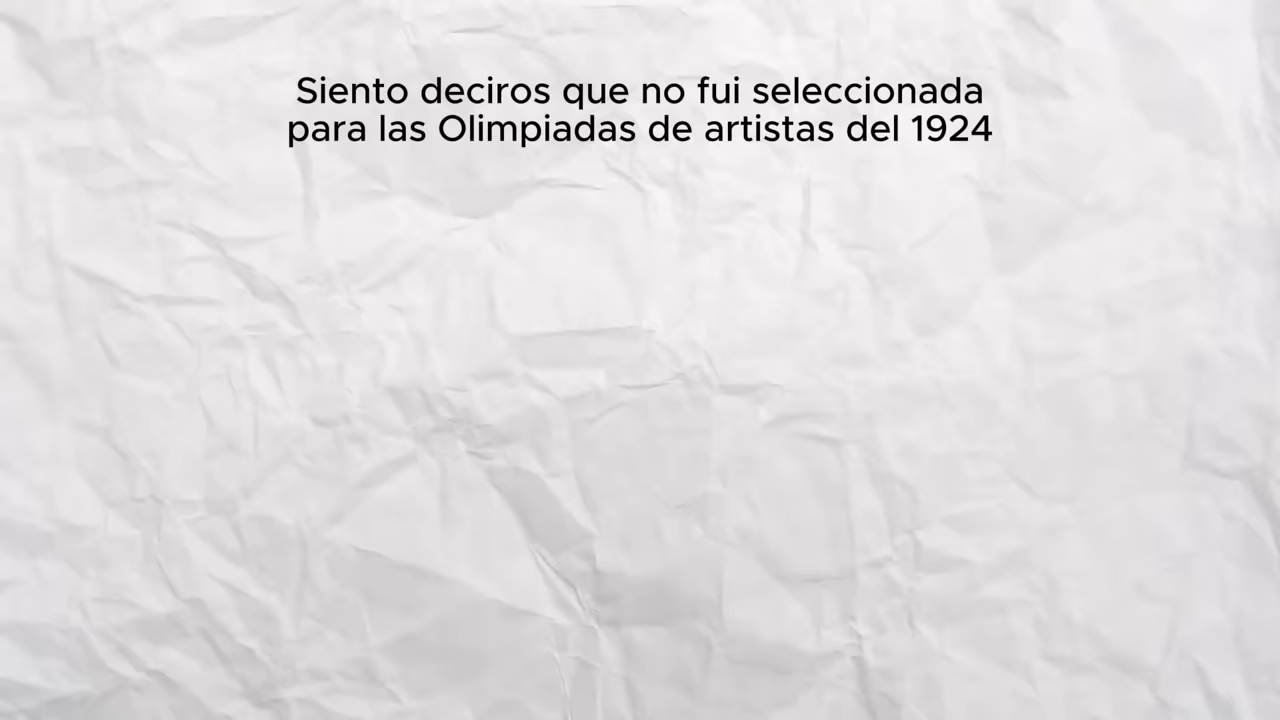 Siento deciros que no fui seleccionada
para las Olimpiadas de artistas del 1924